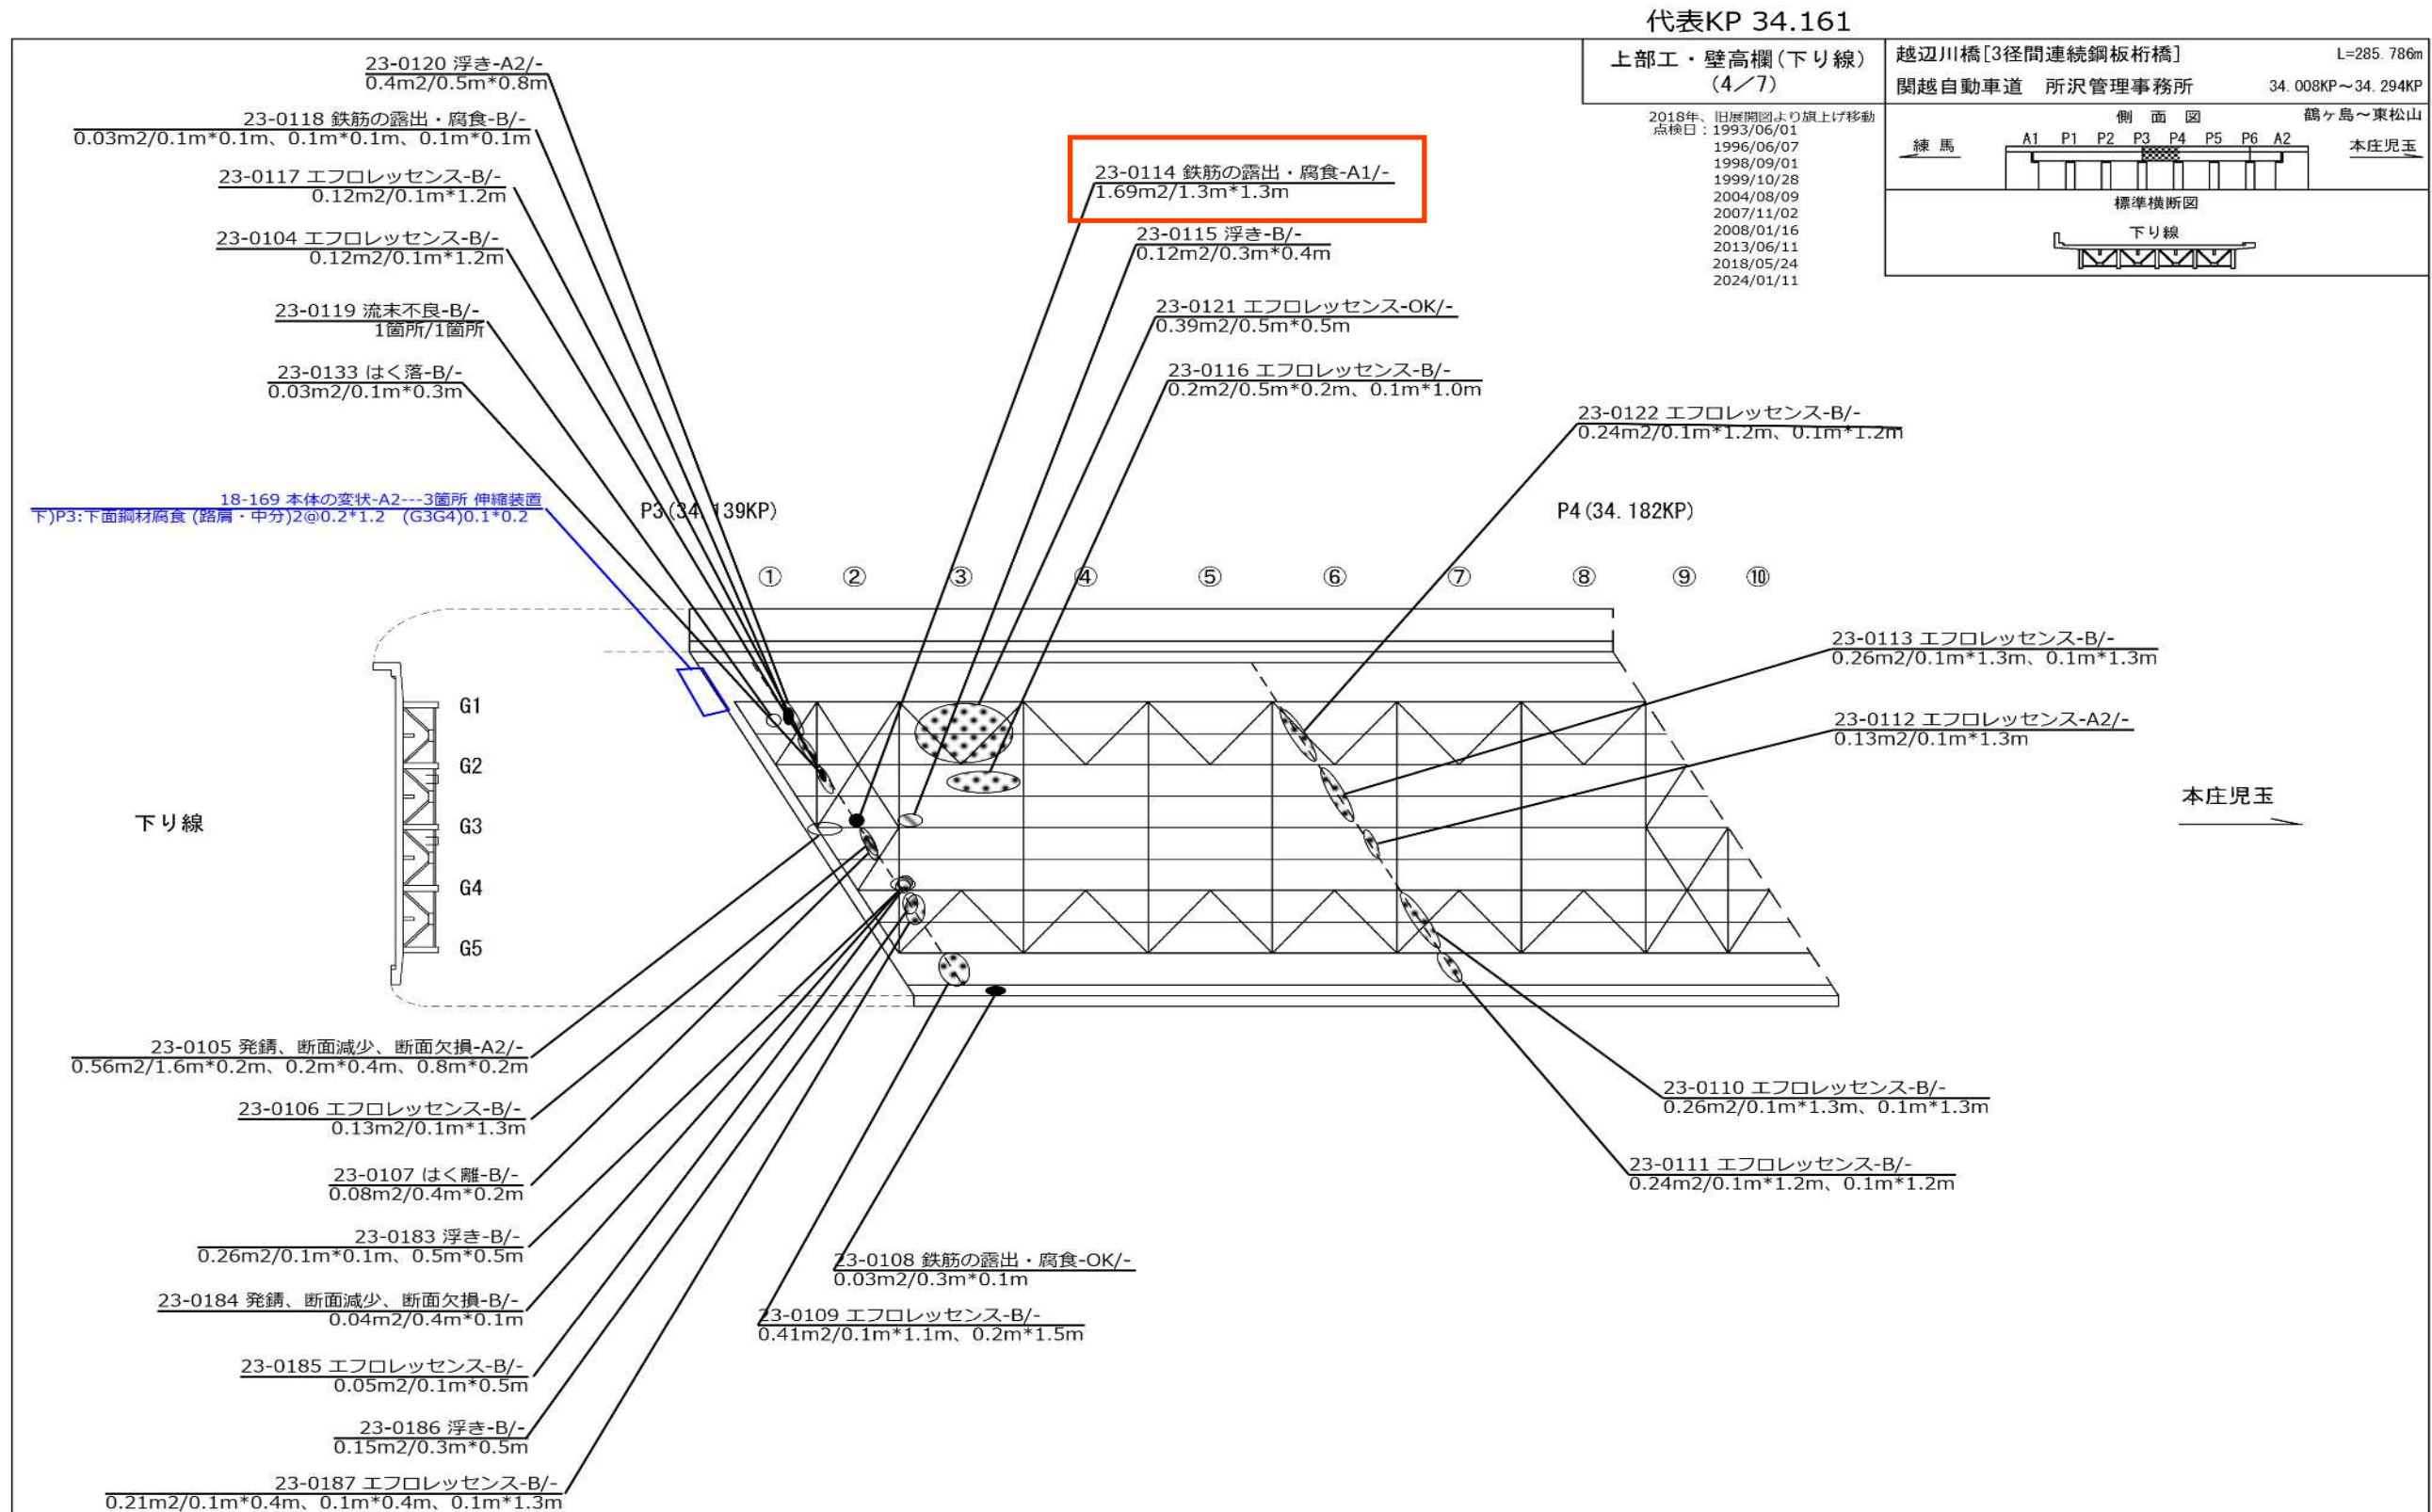 代表KP 34.161
上部工・壁高欄(下り線)
(4／7)
越辺川橋[3径間連続鋼板桁橋]
L=285.786m
関越自動車道 所沢管理事務所
34.008KP～34.294KP
2018年、旧展開図より旗上げ移動
点検日：1993/06/01
1996/06/07
1998/09/01
1999/10/28
2004/08/09
2007/11/02
2008/01/16
2013/06/11
2018/05/24
2024/01/11
側 面 図
鶴ヶ島～東松山
練 馬
A1 P1 P2 P3 P4 P5 P6 A2
本庄児玉
標準横断図
下り線
23-0120 浮き-A2/-
0.4m2/0.5m*0.8m
23-0118 鉄筋の露出・腐食-B/-
0.03m2/0.1m*0.1m、0.1m*0.1m、0.1m*0.1m
23-0117 エフロレッセンス-B/-
0.12m2/0.1m*1.2m
23-0104 エフロレッセンス-B/-
0.12m2/0.1m*1.2m
23-0119 流末不良-B/-
1箇所/1箇所
23-0133 はく落-B/-
0.03m2/0.1m*0.3m
18-169 本体の変状-A2---3箇所 伸縮装置
下)P3:下面鋼材腐食 (路肩・中分)2@0.2*1.2 (G3G4)0.1*0.2
23-0114 鉄筋の露出・腐食-A1/-
1.69m2/1.3m*1.3m
23-0115 浮き-B/-
0.12m2/0.3m*0.4m
23-0121 エフロレッセンス-OK/-
0.39m2/0.5m*0.5m
23-0116 エフロレッセンス-B/-
0.2m2/0.5m*0.2m、0.1m*1.0m
23-0122 エフロレッセンス-B/-
0.24m2/0.1m*1.2m、0.1m*1.2m
P3(34.139KP)
P4(34.182KP)
① ② ③ ④ ⑤ ⑥ ⑦ ⑧ ⑨ ⑩
23-0113 エフロレッセンス-B/-
0.26m2/0.1m*1.3m、0.1m*1.3m
23-0112 エフロレッセンス-A2/-
0.13m2/0.1m*1.3m
G1
G2
G3
G4
G5
下り線
本庄児玉
23-0105 発錆、断面減少、断面欠損-A2/-
0.56m2/1.6m*0.2m、0.2m*0.4m、0.8m*0.2m
23-0106 エフロレッセンス-B/-
0.13m2/0.1m*1.3m
23-0107 はく離-B/-
0.08m2/0.4m*0.2m
23-0183 浮き-B/-
0.26m2/0.1m*0.1m、0.5m*0.5m
23-0184 発錆、断面減少、断面欠損-B/-
0.04m2/0.4m*0.1m
23-0185 エフロレッセンス-B/-
0.05m2/0.1m*0.5m
23-0186 浮き-B/-
0.15m2/0.3m*0.5m
23-0187 エフロレッセンス-B/-
0.21m2/0.1m*0.4m、0.1m*0.4m、0.1m*1.3m
23-0108 鉄筋の露出・腐食-OK/-
0.03m2/0.3m*0.1m
23-0109 エフロレッセンス-B/-
0.41m2/0.1m*1.1m、0.2m*1.5m
23-0110 エフロレッセンス-B/-
0.26m2/0.1m*1.3m、0.1m*1.3m
23-0111 エフロレッセンス-B/-
0.24m2/0.1m*1.2m、0.1m*1.2m